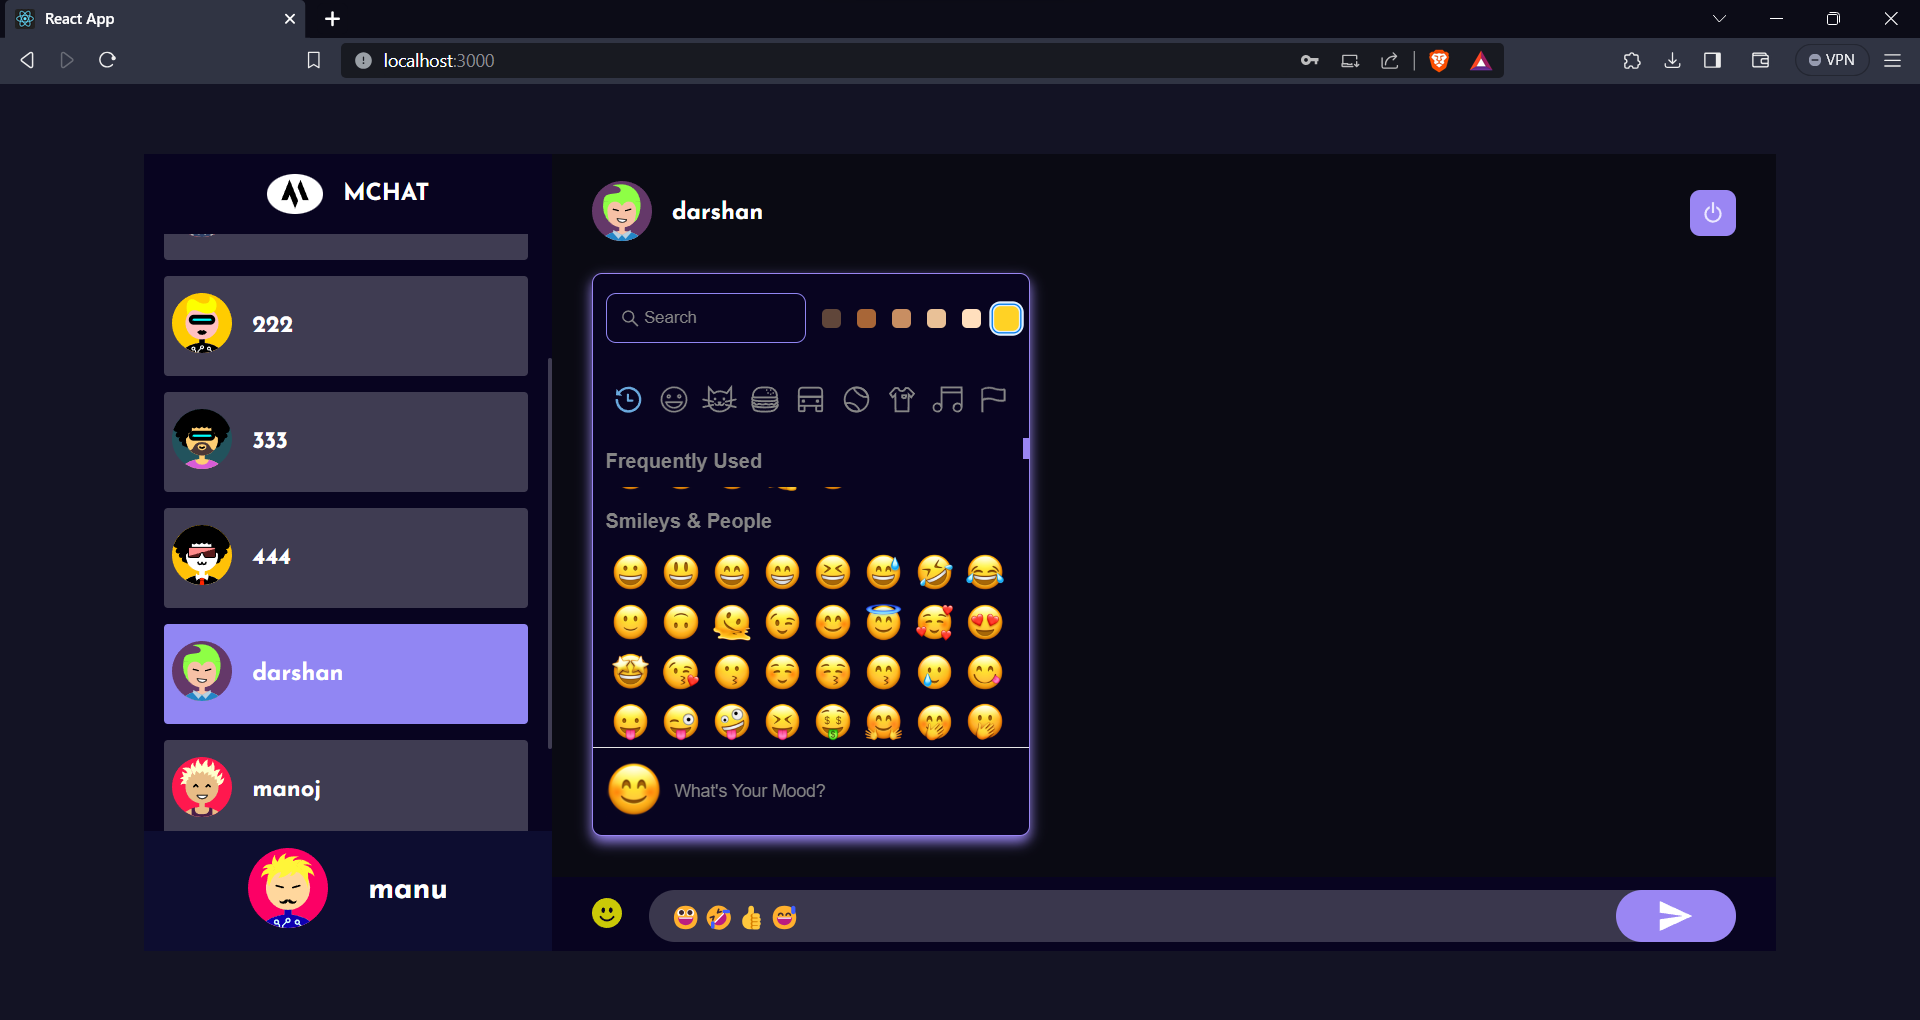 React App
localhost:3000
VPN
MCHAT
222
333
444
darshan
manoj
manu
darshan
Search
Frequently Used
Smileys & People
😀 😃 😄 😁 😆 😅 🤣 😂
🙂 🙃 🫠 😉 😊 😇 🥰 😍
🤩 😘 😗 ☺️ 😚 😙 🥲 😋
😛 😜 🤪 😝 🤑 🤗 🤭 🫢
What's Your Mood?
😀 🤣 👍 😅